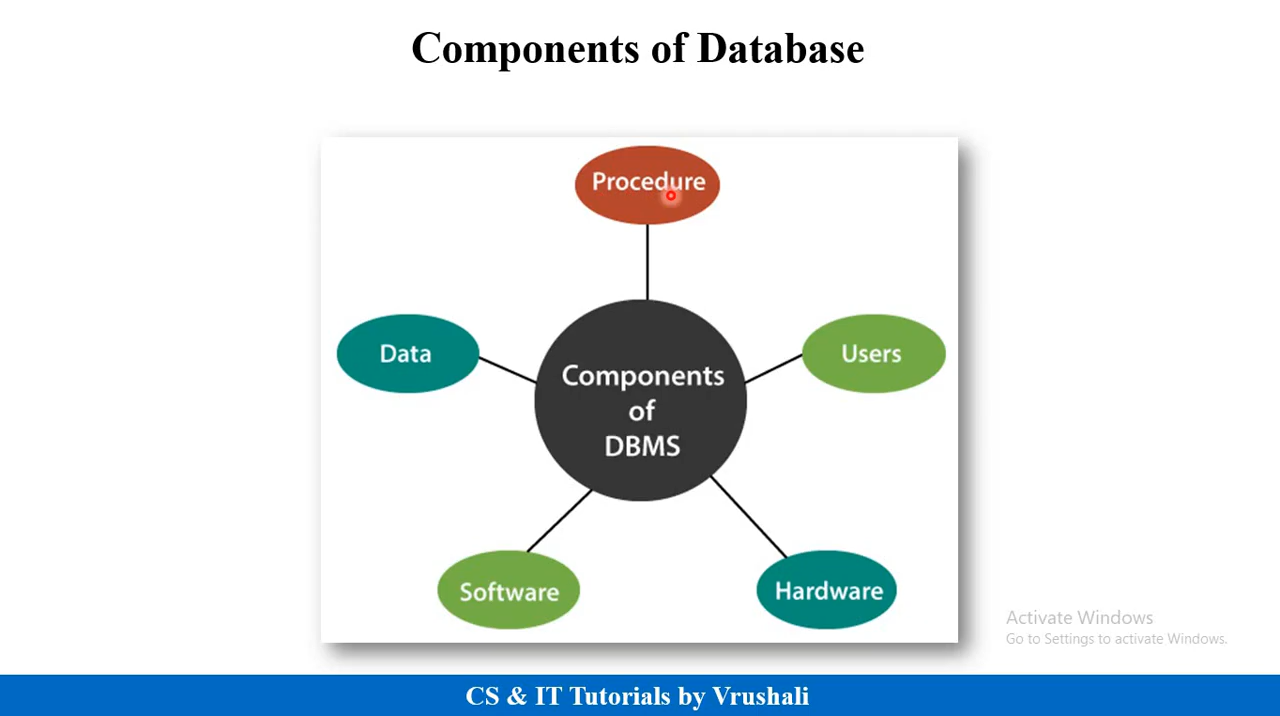 Components of Database
Procedure
Data
Users
Components
of
DBMS
Software
Hardware
Activate Windows
Go to Settings to activate Windows.
CS & IT Tutorials by Vrushali